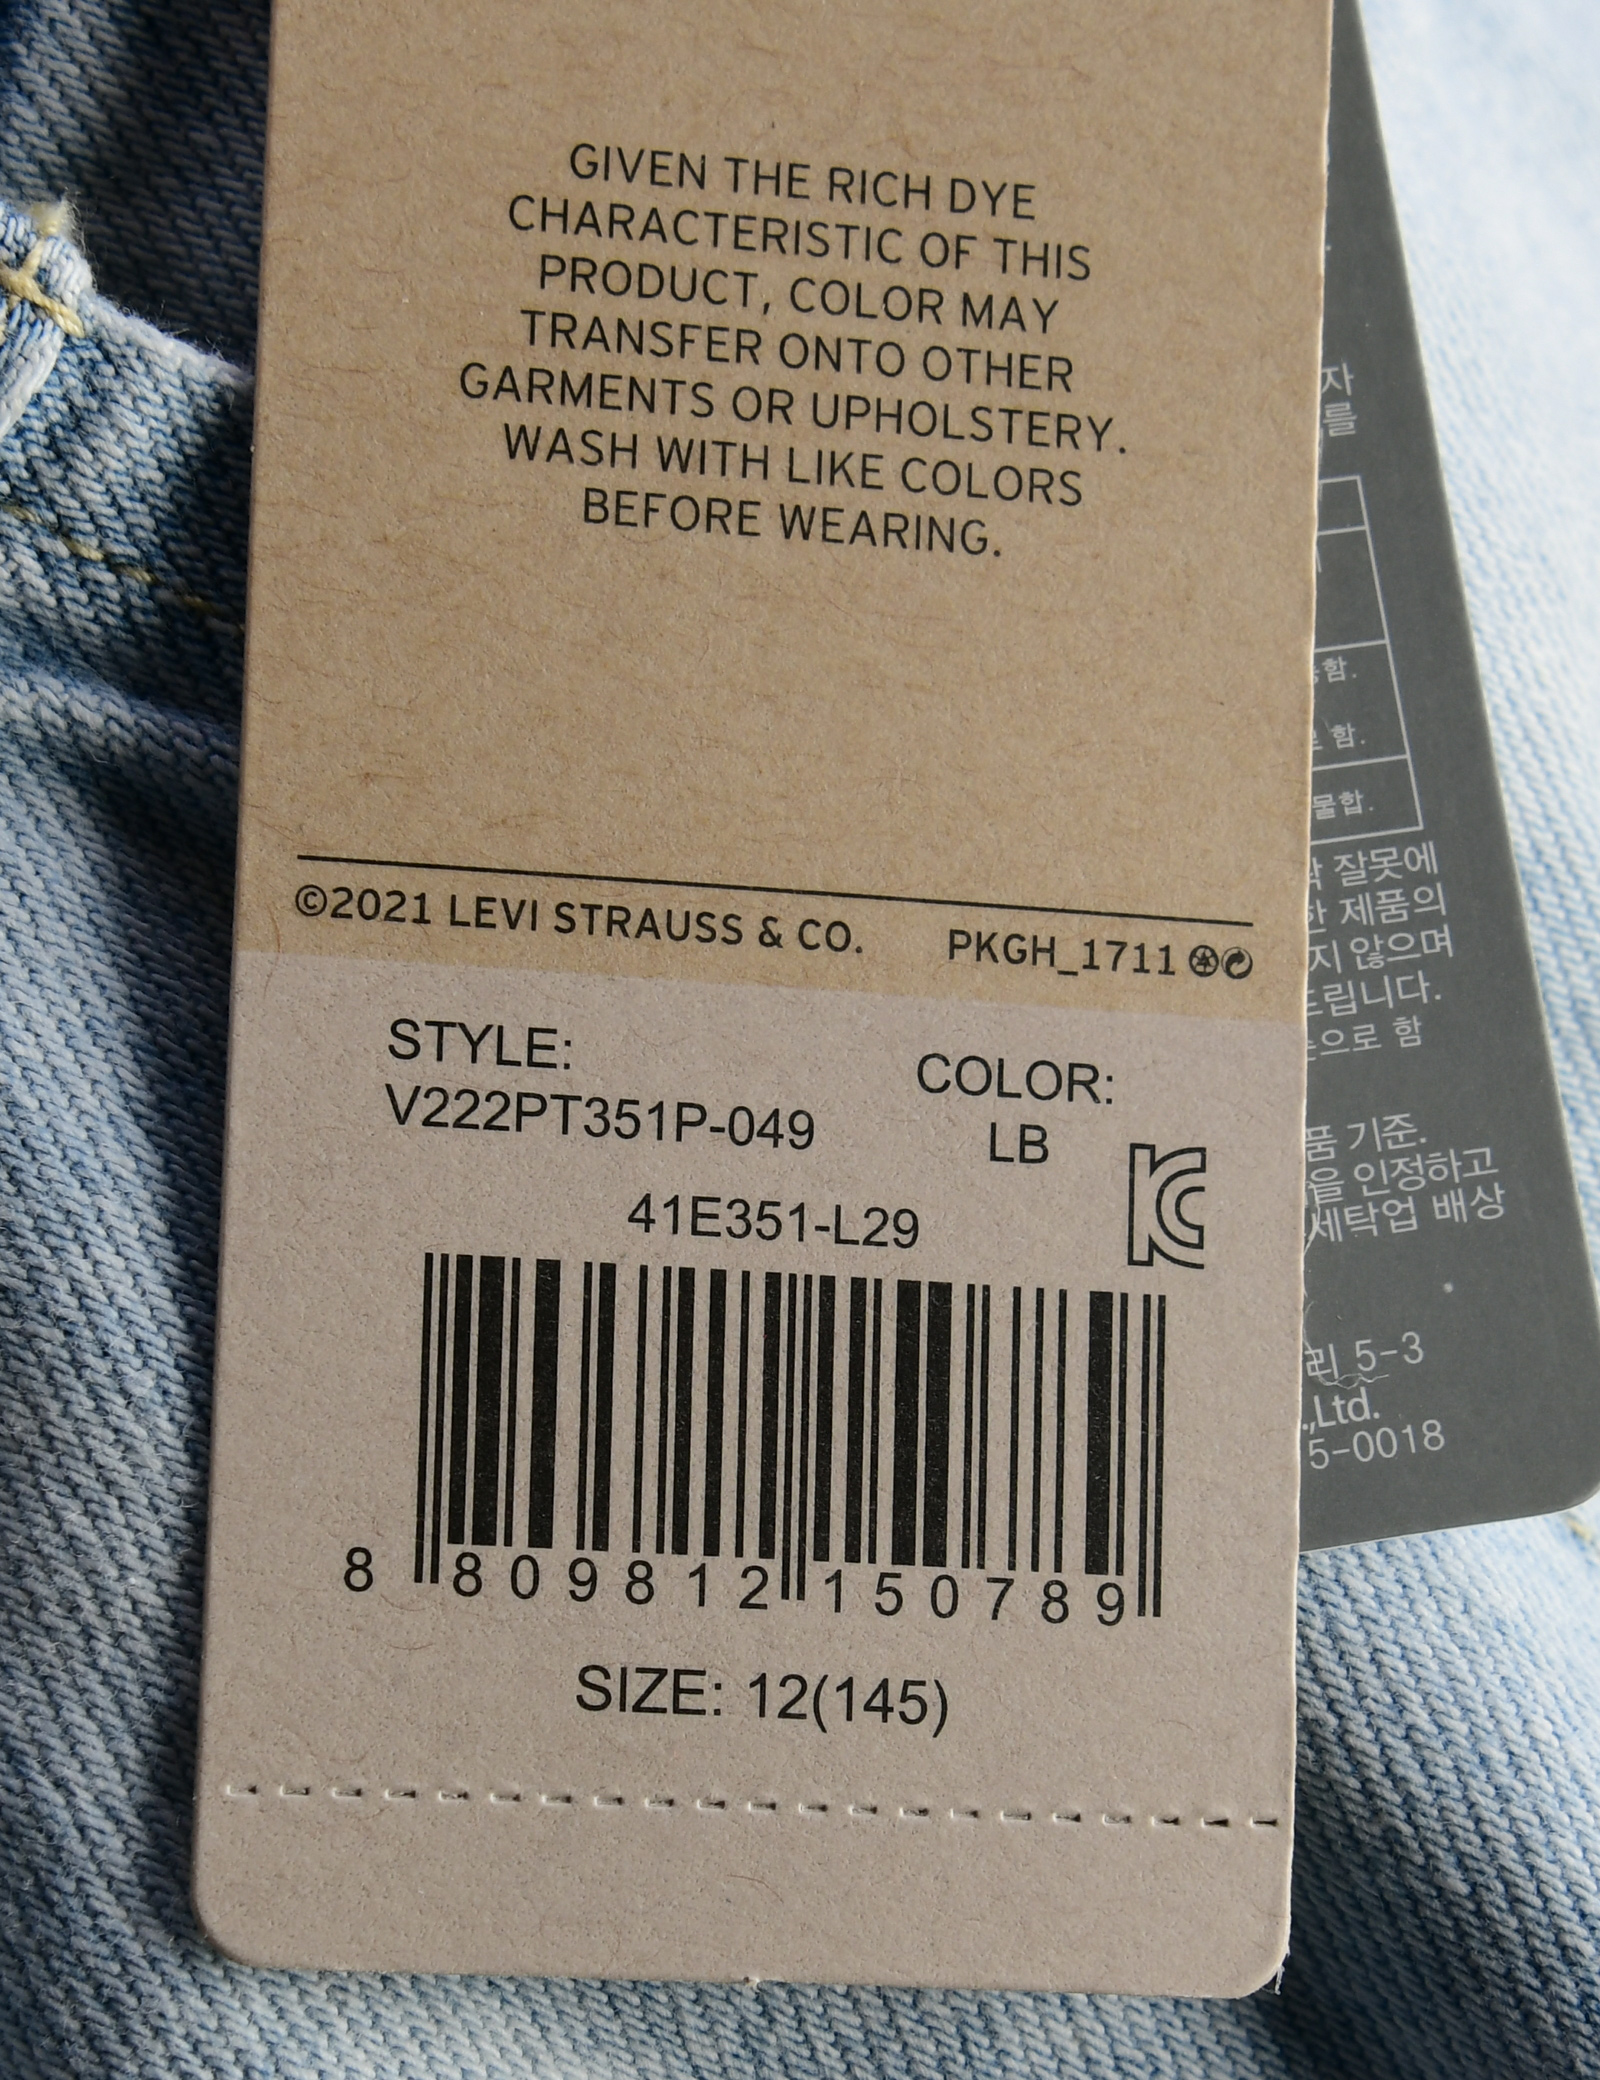 GIVEN THE RICH DYE
CHARACTERISTIC OF THIS
PRODUCT, COLOR MAY
TRANSFER ONTO OTHER
GARMENTS OR UPHOLSTERY.
WASH WITH LIKE COLORS
BEFORE WEARING.
©2021 LEVI STRAUSS & CO. PKGH_1711
STYLE:
V222PT351P-049
COLOR:
LB
41E351-L29
8 809812 150789
SIZE: 12(145)
자
를
함.
함.
물합.
잘못에
제품의
않으며
드립니다.
으로 함
품 기준.
을 인정하고
세탁업 배상
리 5-3
.,Ltd.
5-0018